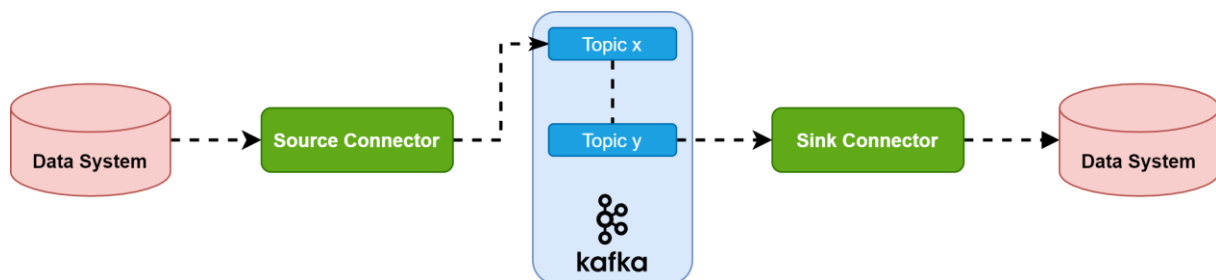 Data System
Source Connector
Topic x
Topic y
kafka
Sink Connector
Data System